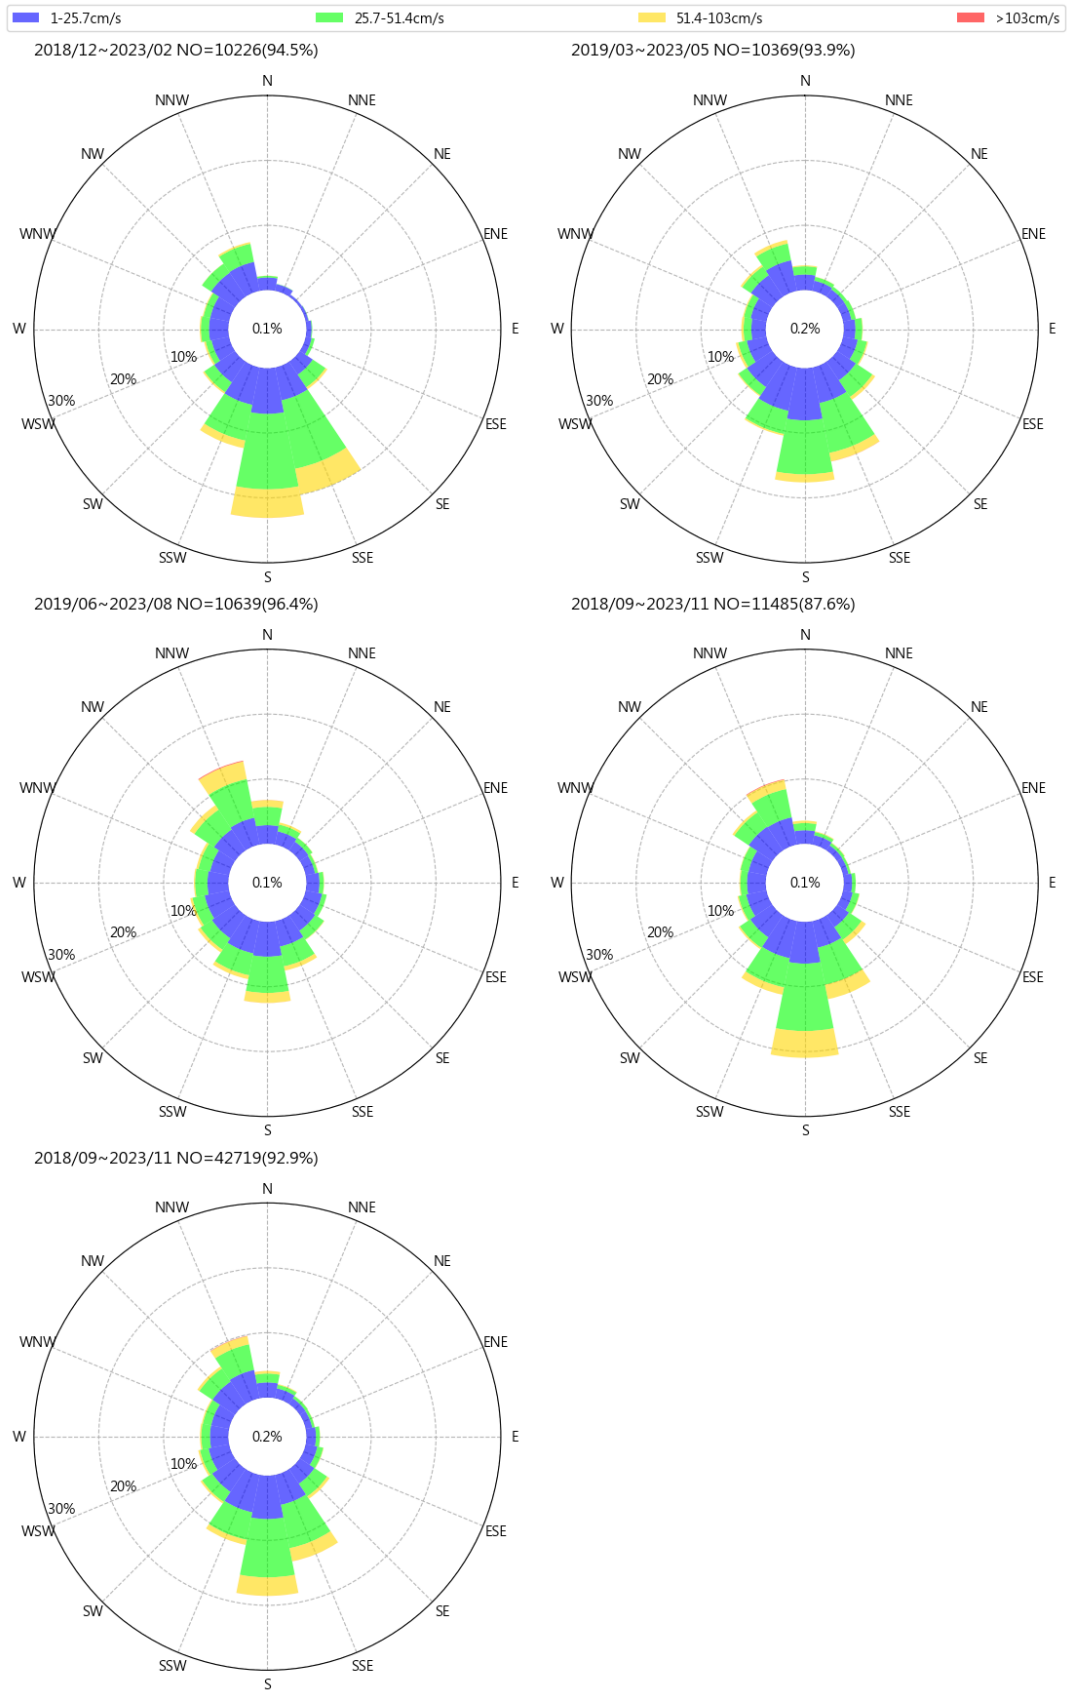 1-25.7cm/s 25.7-51.4cm/s 51.4-103cm/s >103cm/s
2018/12~2023/02 NO=10226(94.5%)
N
NNW NNE
NW NE
WNW ENE
W 0.1% E
10%
20%
30%
WSW ESE
SW SE
SSW SSE
S
2019/03~2023/05 NO=10369(93.9%)
N
NNW NNE
NW NE
WNW ENE
W 0.2% E
10%
20%
30%
WSW ESE
SW SE
SSW SSE
S
2019/06~2023/08 NO=10639(96.4%)
N
NNW NNE
NW NE
WNW ENE
W 0.1% E
10%
20%
30%
WSW ESE
SW SE
SSW SSE
S
2018/09~2023/11 NO=11485(87.6%)
N
NNW NNE
NW NE
WNW ENE
W 0.1% E
10%
20%
30%
WSW ESE
SW SE
SSW SSE
S
2018/09~2023/11 NO=42719(92.9%)
N
NNW NNE
NW NE
WNW ENE
W 0.2% E
10%
20%
30%
WSW ESE
SW SE
SSW SSE
S